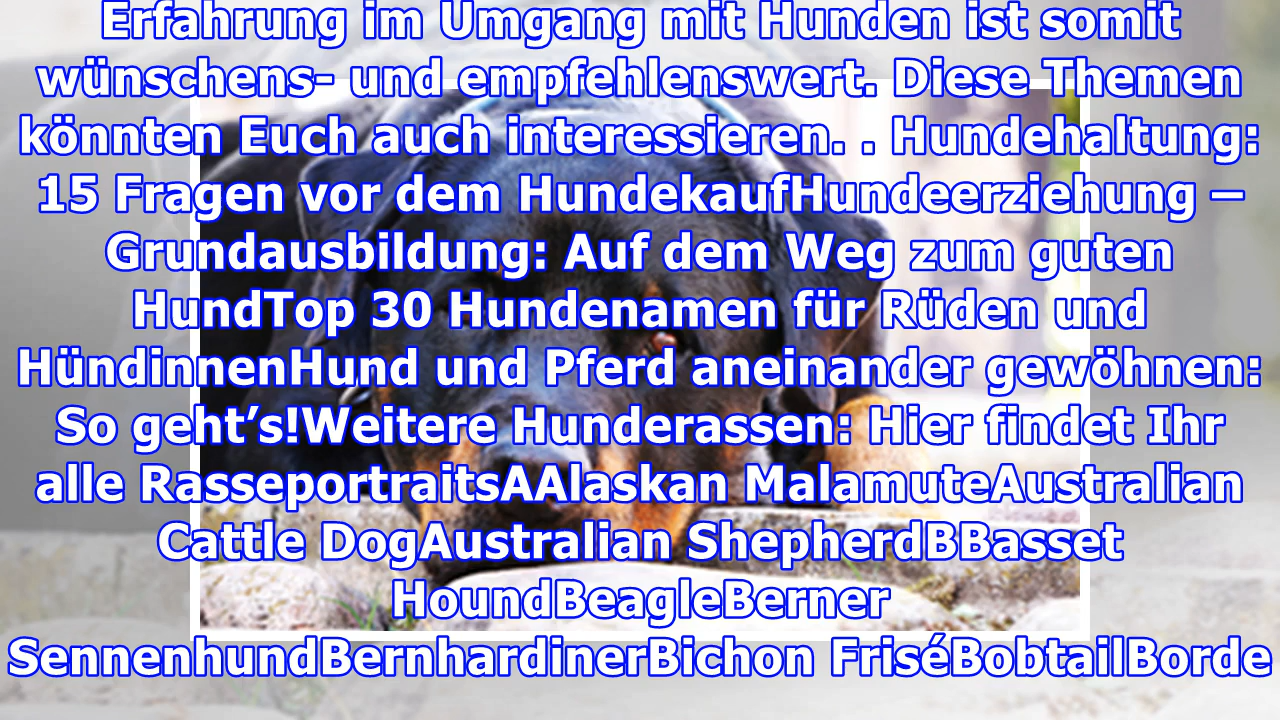 Erfahrung im Umgang mit Hunden ist somit
wünschens- und empfehlenswert. Diese Themen
könnten Euch auch interessieren. . Hundehaltung:
15 Fragen vor dem HundekaufHundeerziehung –
Grundausbildung: Auf dem Weg zum guten
HundTop 30 Hundenamen für Rüden und
HündinnenHund und Pferd aneinander gewöhnen:
So geht’s!Weitere Hunderassen: Hier findet Ihr
alle RasseportraitsAAlaskan MalamuteAustralian
Cattle DogAustralian ShepherdBBasset
HoundBeagleBerner
SennenhundBernhardinerBichon FriséBobtailBorde